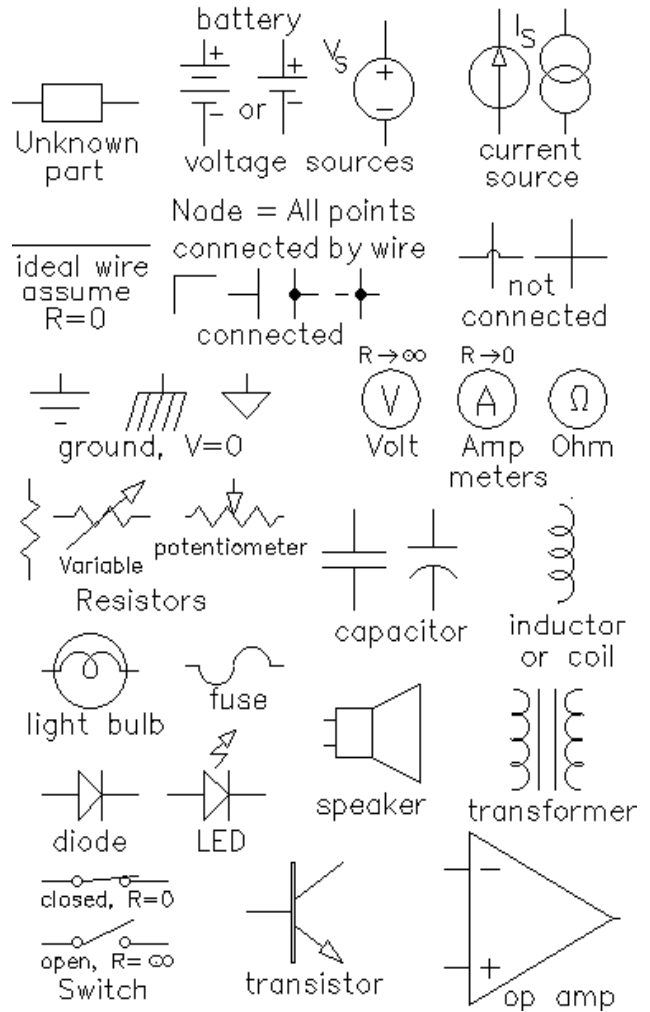 battery
+ + V_S + I_S
- or - -
Unknown
part
voltage sources
current
source
Node = All points
connected by wire
ideal wire
assume
R=0
connected
not
connected
R→∞ R→0
V A Ω
Volt Amp Ohm
meters
ground, V=0
Variable
potentiometer
Resistors
capacitor
inductor
or coil
light bulb
fuse
speaker
transformer
diode
LED
closed, R=0
open, R=∞
Switch
transistor
-
+
op amp